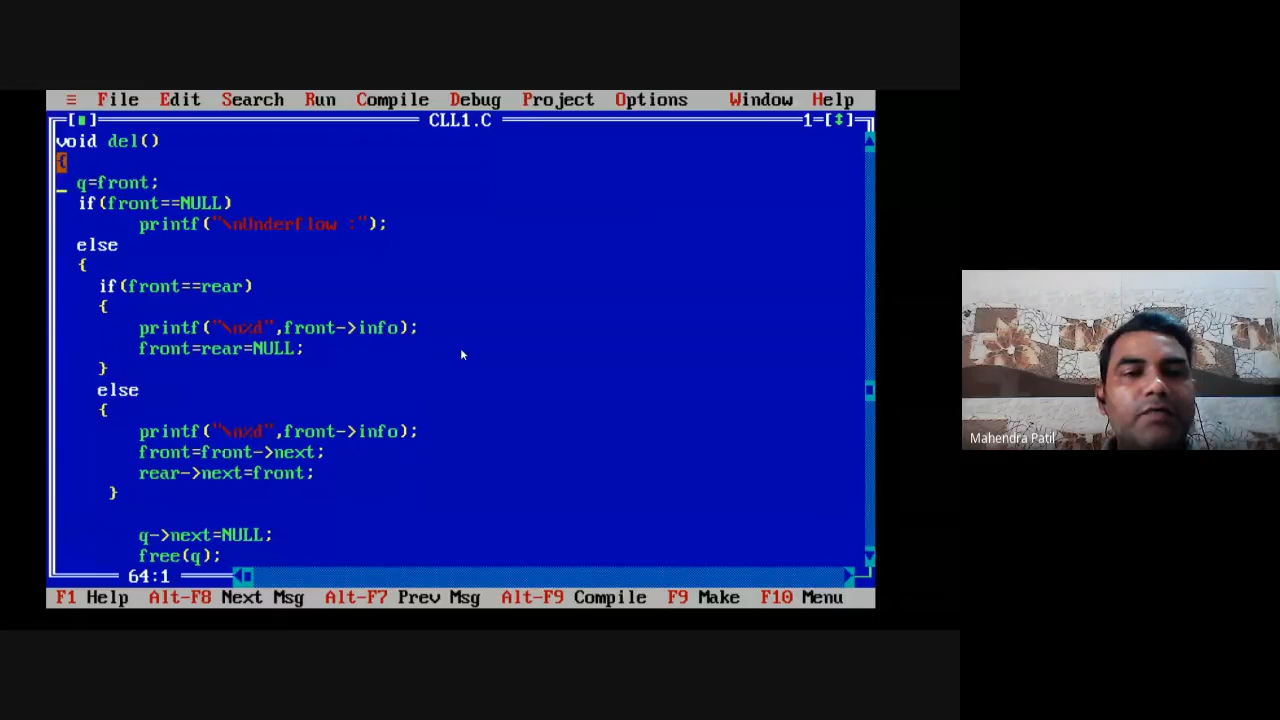 ≡ File Edit Search Run Compile Debug Project Options Window Help
[■] CLL1.C 1=[↕]
void del()
{
q=front;
if(front==NULL)
printf("\nUnderflow :");
else
{
if(front==rear)
{
printf("\n%d",front->info);
front=rear=NULL;
}
else
{
printf("\n%d",front->info);
front=front->next;
rear->next=front;
}
q->next=NULL;
free(q);
64:1
F1 Help Alt-F8 Next Msg Alt-F7 Prev Msg Alt-F9 Compile F9 Make F10 Menu
Mahendra Patil